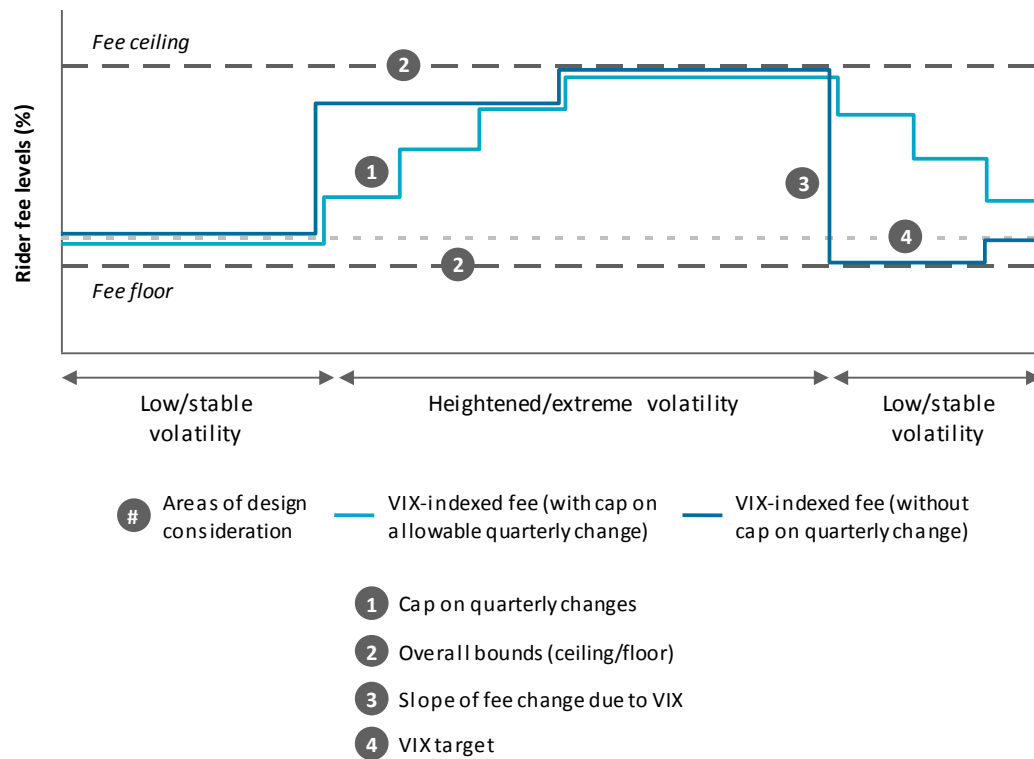 Fee ceiling
2
Rider fee levels (%)
1
3
4
2
Fee floor
Low/stable
volatility
Heightened/extreme volatility
Low/stable
volatility
# Areas of design
consideration
VIX-indexed fee (with cap on
allowable quarterly change)
VIX-indexed fee (without
cap on quarterly change)
1 Cap on quarterly changes
2 Overall bounds (ceiling/floor)
3 Slope of fee change due to VIX
4 VIX target